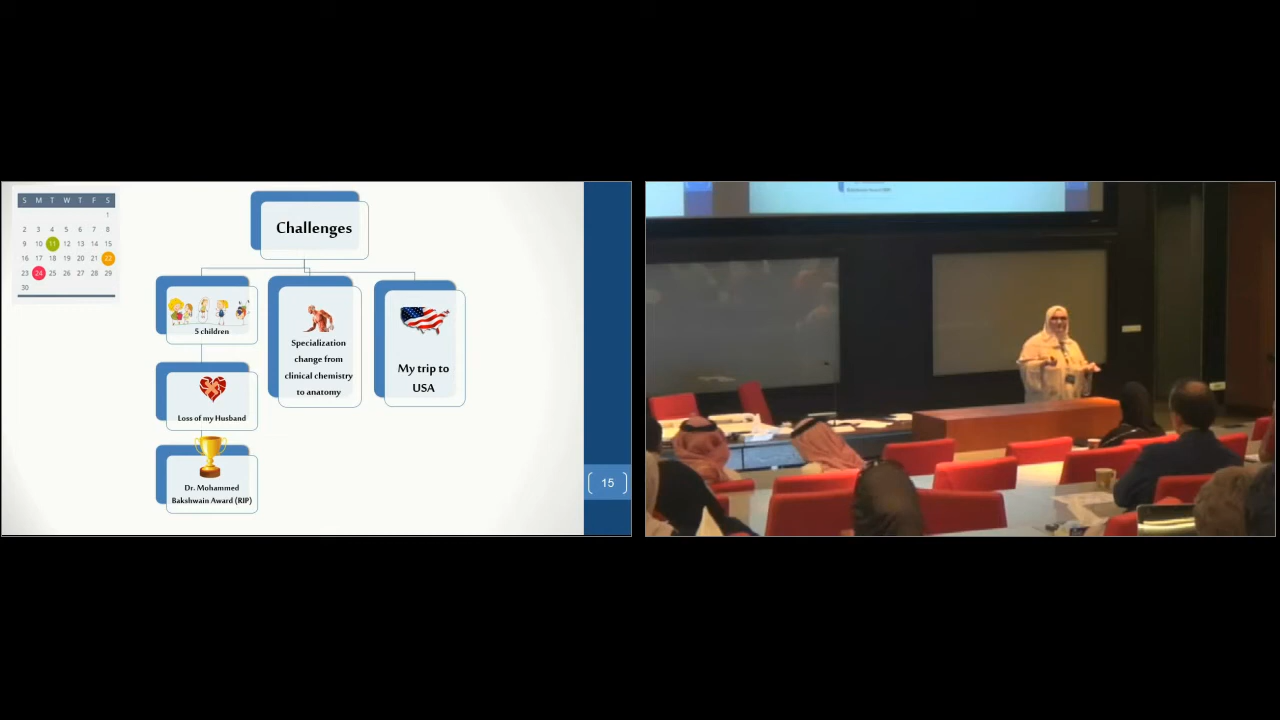 S M T W T F S
1
2 3 4 5 6 7 8
9 10 11 12 13 14 15
16 17 18 19 20 21 22
23 24 25 26 27 28 29
30
Challenges
5 children
Loss of my Husband
Dr. Mohammed
Bakshwain Award (RIP)
Specialization
change from
clinical chemistry
to anatomy
My trip to
USA
15